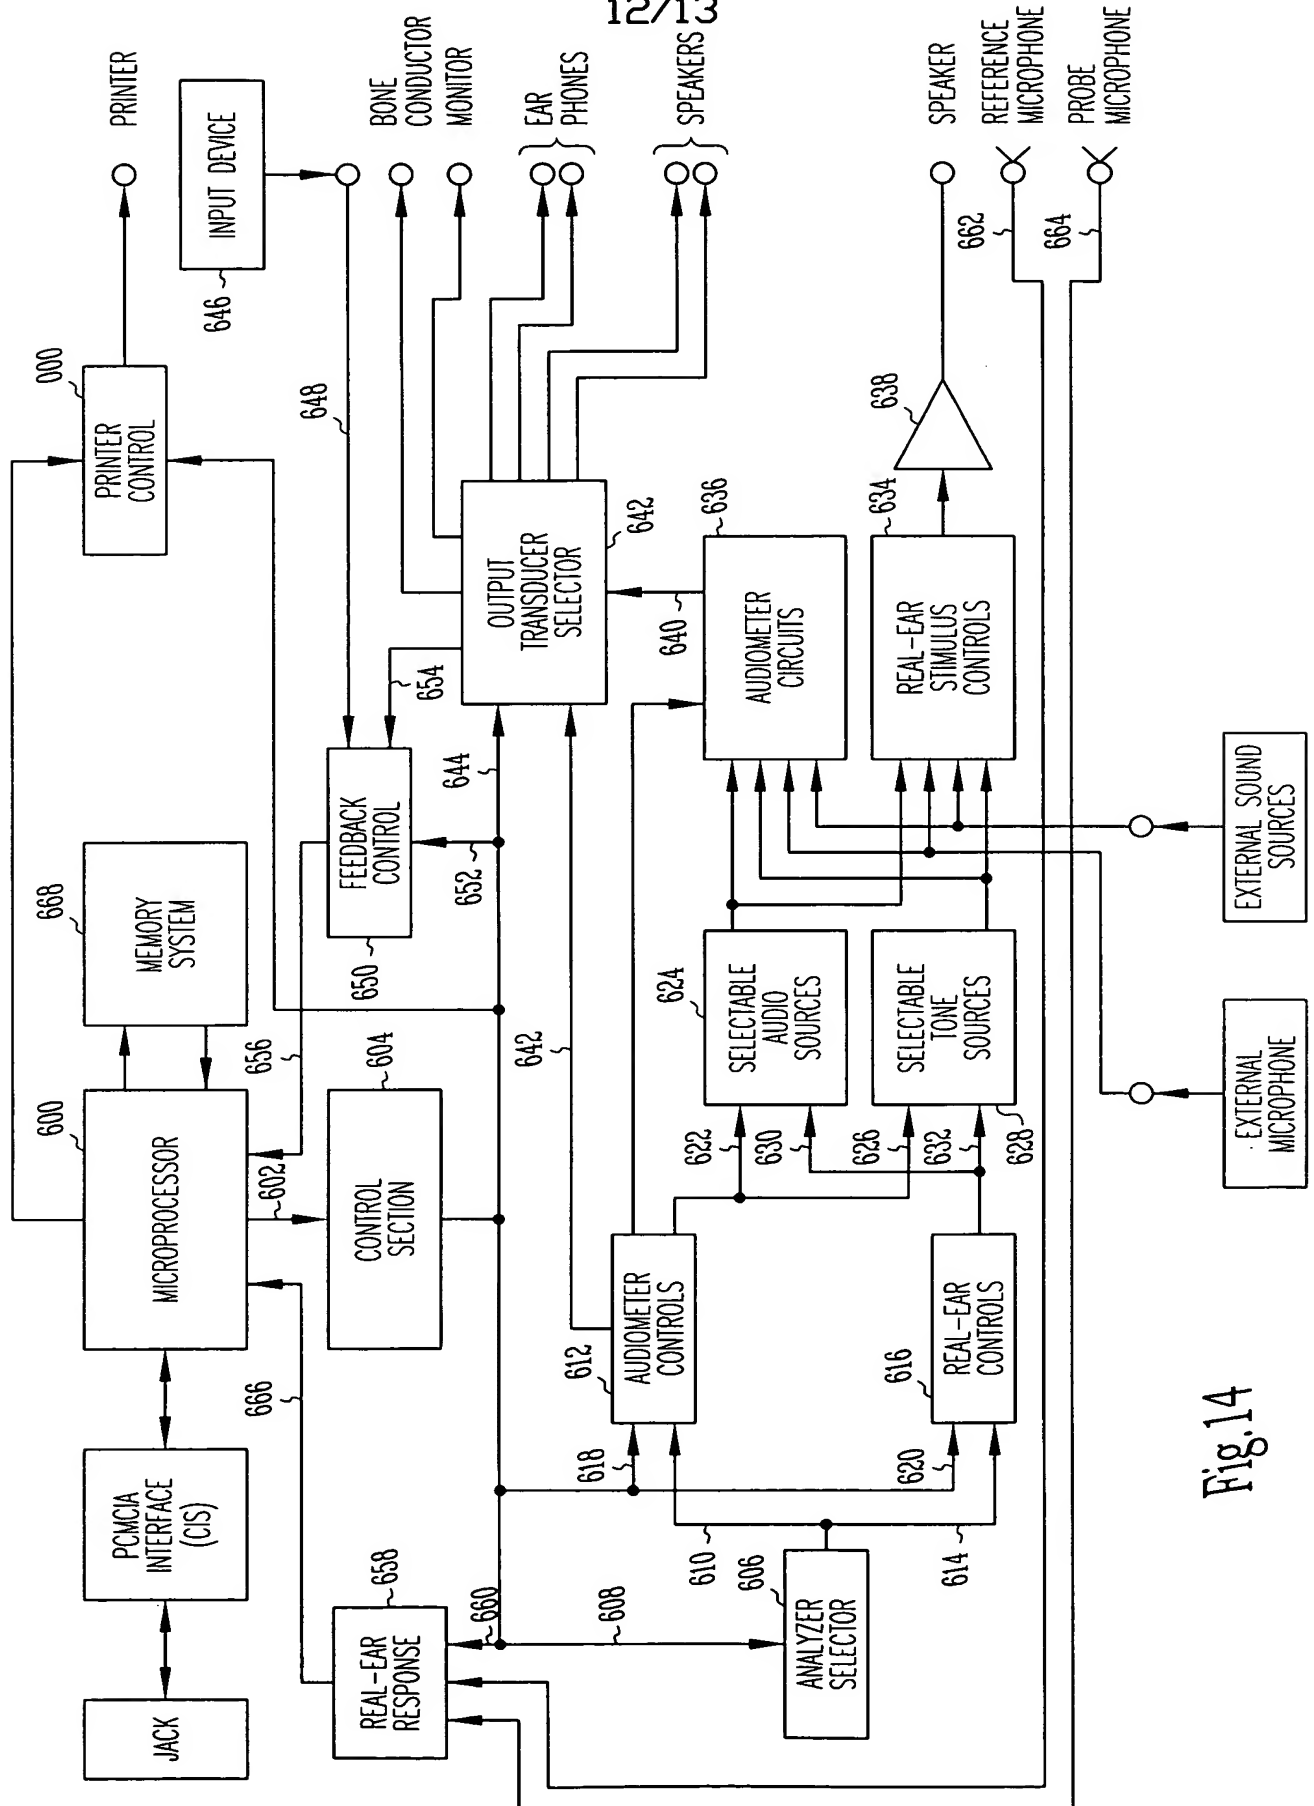 12/13
PRINTER
INPUT DEVICE
646
000
PRINTER
CONTROL
BONE
CONDUCTOR
MONITOR
EAR
PHONES
SPEAKERS
SPEAKER
REFERENCE
MICROPHONE
PROBE
MICROPHONE
662
664
648
638
OUTPUT
TRANSDUCER
SELECTOR
642
636
634
640
654
AUDIOMETER
CIRCUITS
REAL-EAR
STIMULUS
CONTROLS
668
MEMORY
SYSTEM
FEEDBACK
CONTROL
650
652
644
EXTERNAL SOUND
SOURCES
600
MICROPROCESSOR
656
604
642
624
SELECTABLE
AUDIO
SOURCES
SELECTABLE
TONE
SOURCES
628
EXTERNAL
MICROPHONE
602
CONTROL
SECTION
622
630
626
632
666
612
AUDIOMETER
CONTROLS
616
REAL-EAR
CONTROLS
PCMCIA
INTERFACE
(CIS)
618
620
610
614
658
REAL-EAR
RESPONSE
660
608
606
ANALYZER
SELECTOR
JACK
Fig.14